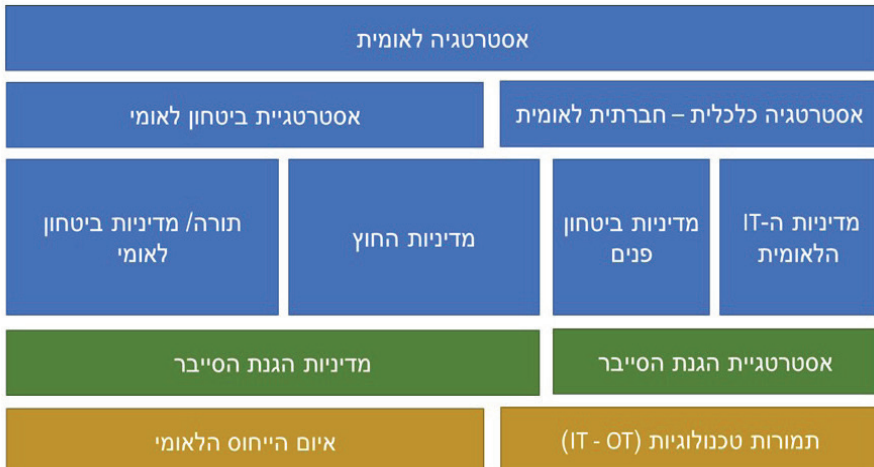 אסטרטגיה לאומית
אסטרטגיה כלכלית – חברתית לאומית
אסטרטגיית ביטחון לאומי
מדיניות ה-IT
הלאומית
מדיניות ביטחון
פנים
מדיניות החוץ
תורה/ מדיניות ביטחון
לאומי
אסטרטגיית הגנת הסייבר
מדיניות הגנת הסייבר
תמורות טכנולוגיות (IT - OT)
איום הייחוס הלאומי